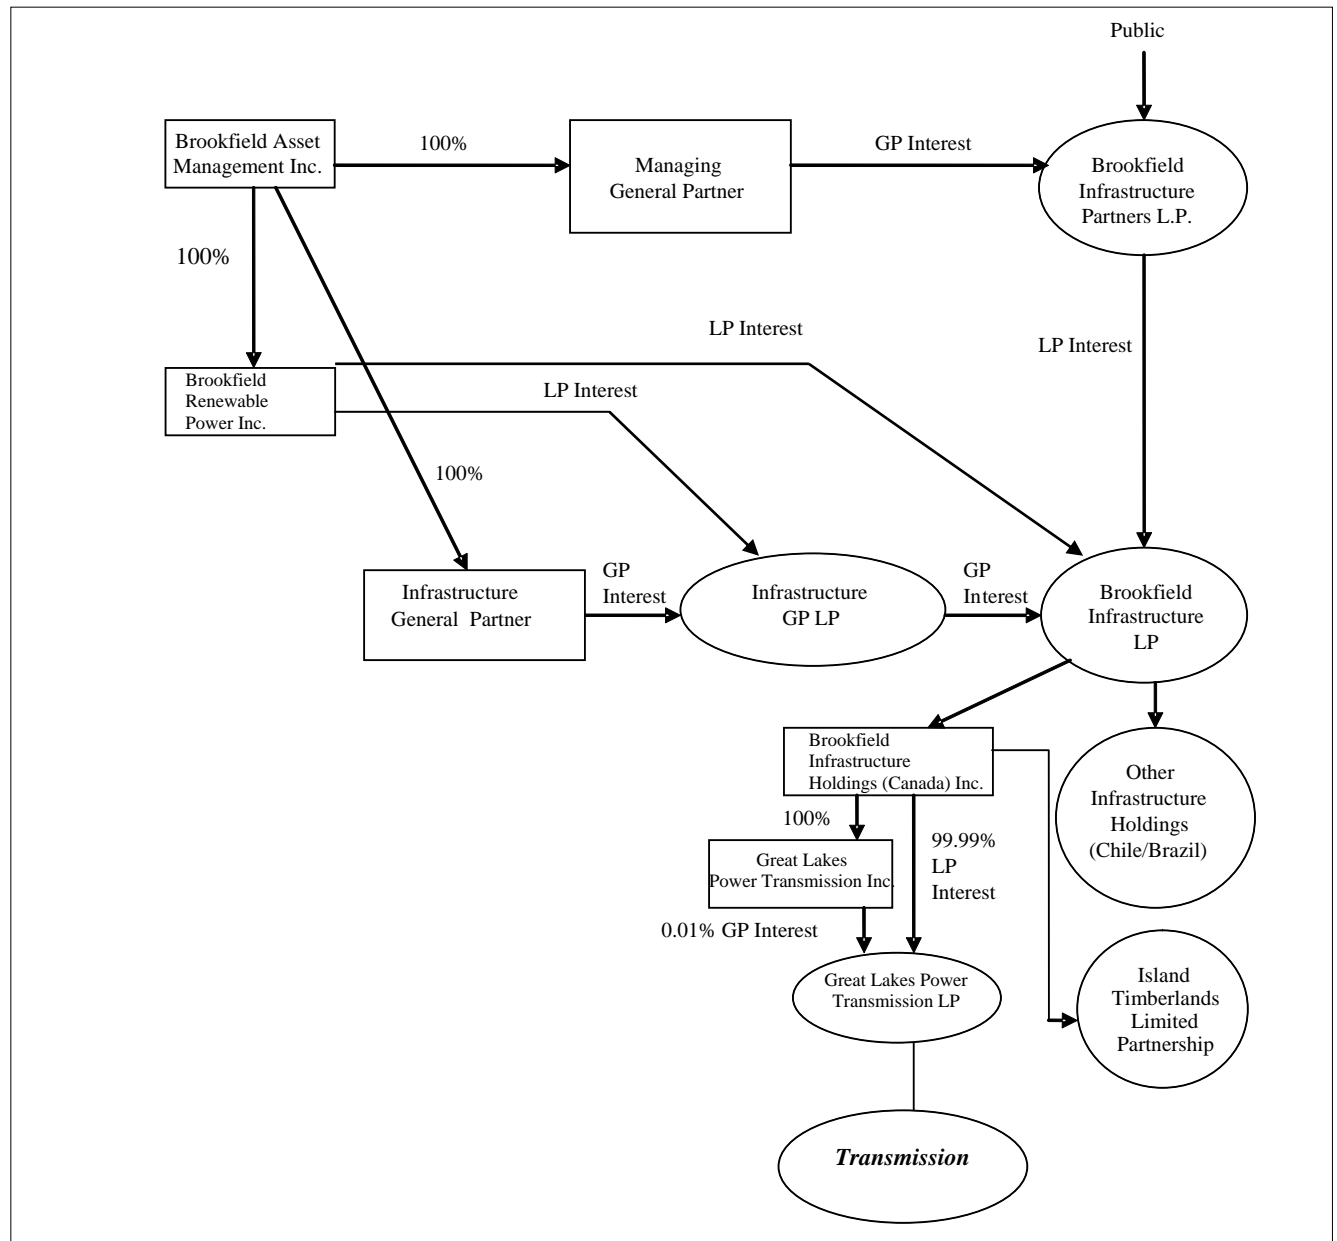 Public
Brookfield Asset
Management Inc.
100%
Managing
General Partner
GP Interest
Brookfield
Infrastructure
Partners L.P.
100%
LP Interest
LP Interest
Brookfield
Renewable
Power Inc.
LP Interest
100%
Infrastructure
General Partner
GP
Interest
Infrastructure
GP LP
GP
Interest
Brookfield
Infrastructure
LP
Brookfield
Infrastructure
Holdings (Canada) Inc.
Other
Infrastructure
Holdings
(Chile/Brazil)
100%
99.99%
LP
Interest
Great Lakes
Power Transmission Inc.
0.01% GP Interest
Great Lakes Power
Transmission LP
Island
Timberlands
Limited
Partnership
Transmission